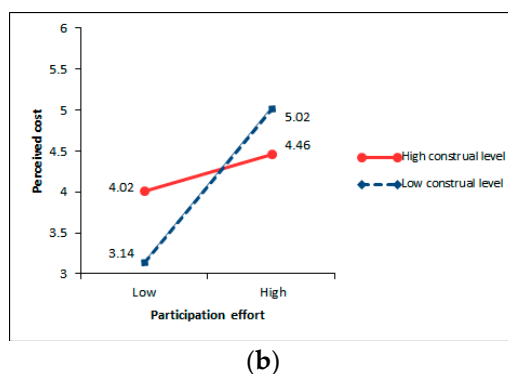 6
5.5
5
4.5
4
3.5
3
Perceived cost
4.02
3.14
5.02
4.46
Low
High
Participation effort
High construal level
Low construal level
(b)